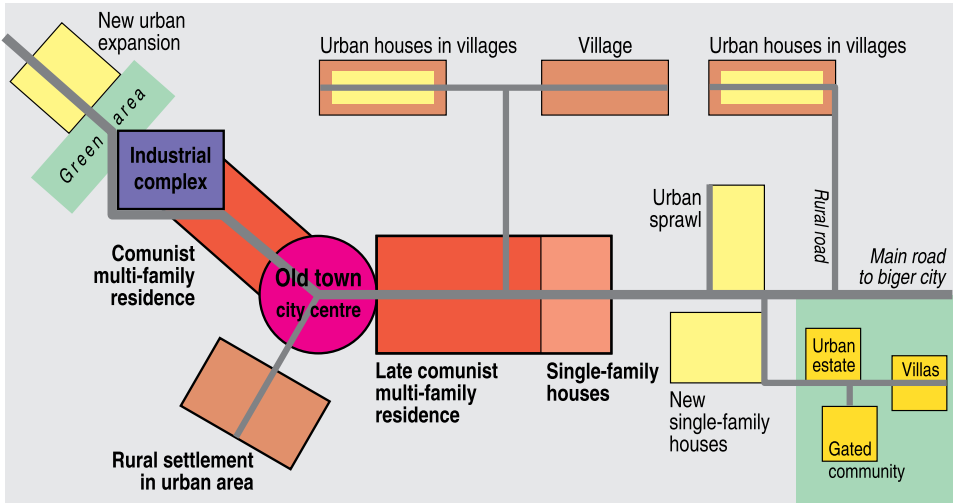 New urban
expansion
Urban houses in villages
Village
Urban houses in villages
Green area
Industrial
complex
Urban
sprawl
Rural road
Comunist
multi-family
residence
Old town
city centre
Main road
to biger city
Late comunist
multi-family
residence
Single-family
houses
New
single-family
houses
Urban
estate
Villas
Gated
community
Rural settlement
in urban area